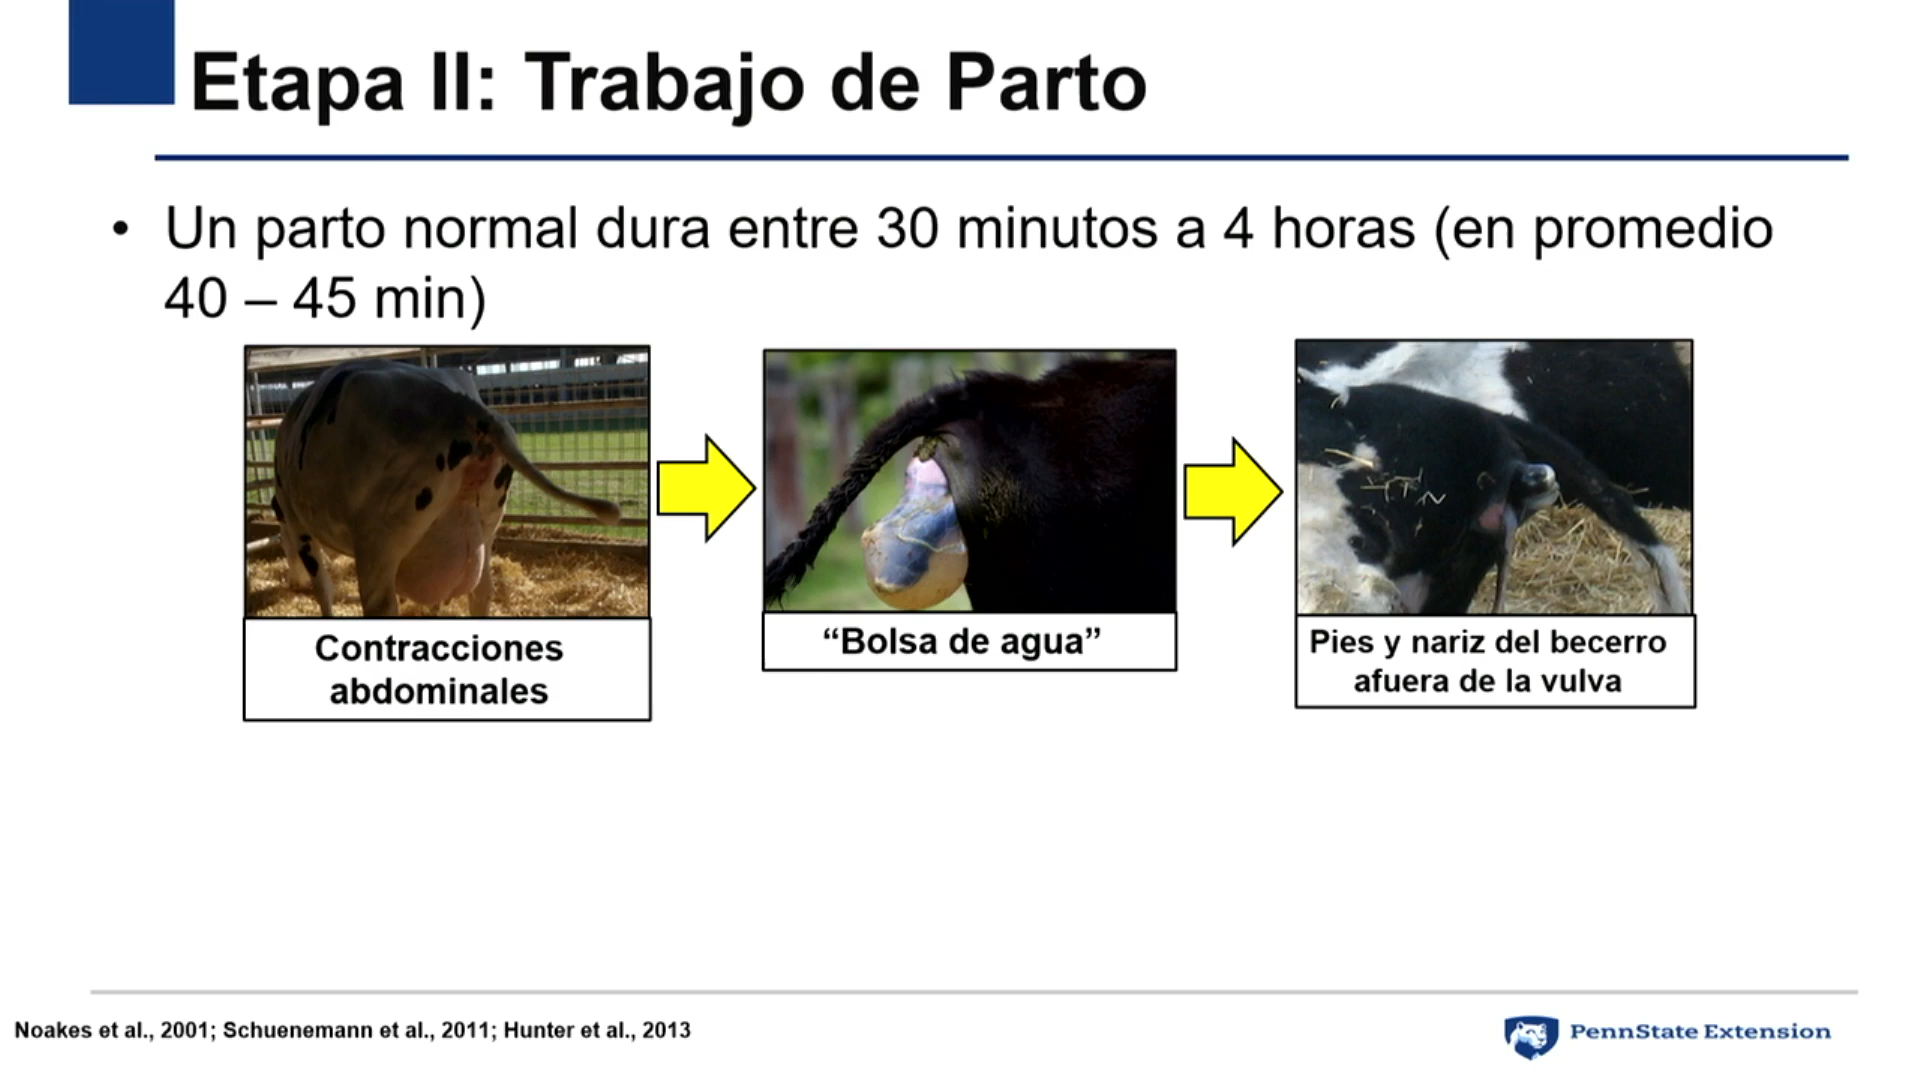 Etapa II: Trabajo de Parto
• Un parto normal dura entre 30 minutos a 4 horas (en promedio
40 – 45 min)
Contracciones
abdominales
“Bolsa de agua”
Pies y nariz del becerro
afuera de la vulva
Noakes et al., 2001; Schuenemann et al., 2011; Hunter et al., 2013
PennState Extension